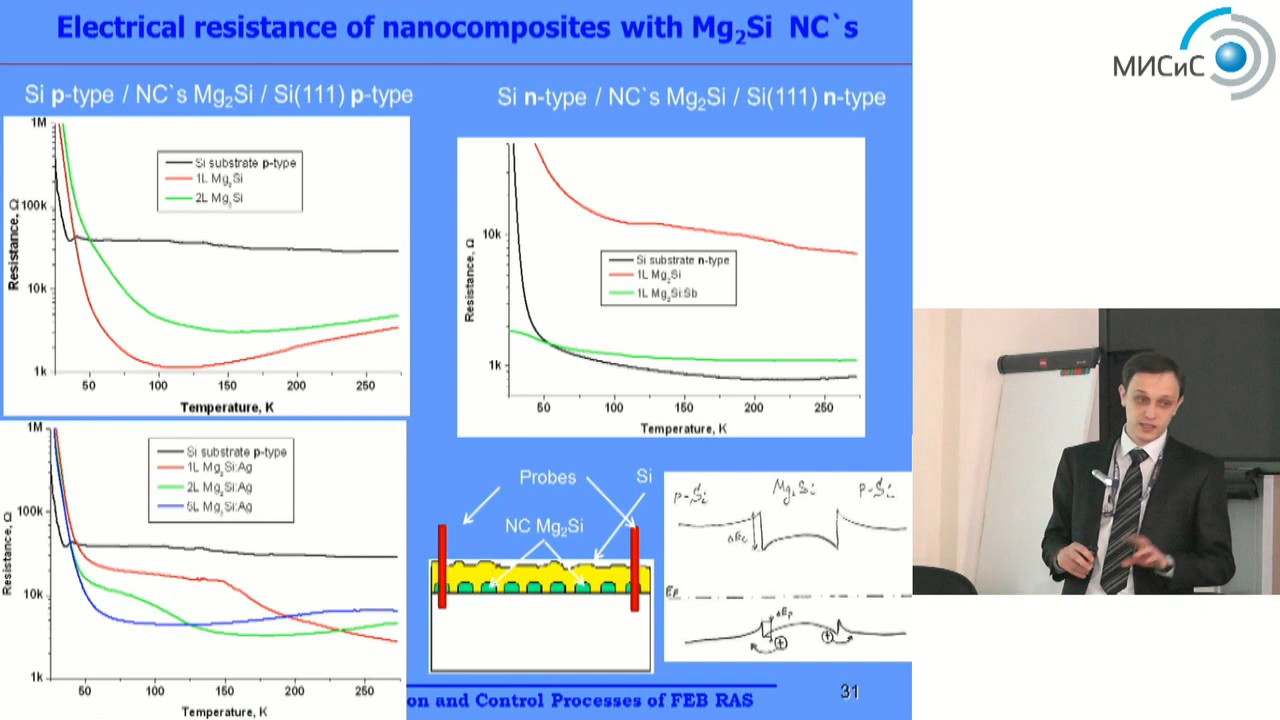 Electrical resistance of nanocomposites with Mg₂Si NC`s
МИСиС
Si p-type / NC`s Mg₂Si / Si(111) p-type
Si n-type / NC`s Mg₂Si / Si(111) n-type
1M
100k
10k
1k
Resistance, Ω
Si substrate p-type
1L Mg₂Si
2L Mg₂Si
50 100 150 200 250
Temperature, K
10k
1k
Resistance, Ω
Si substrate n-type
1L Mg₂Si
1L Mg₂Si:Sb
50 100 150 200 250
Temperature, K
1M
100k
10k
1k
Resistance, Ω
Si substrate p-type
1L Mg₂Si:Ag
2L Mg₂Si:Ag
5L Mg₂Si:Ag
50 100 150 200 250
Temperature, K
Probes
Si
NC Mg₂Si
p-Si Mg₂Si p-Si
ΔEc
EF
+ +
on and Control Processes of FEB RAS
31